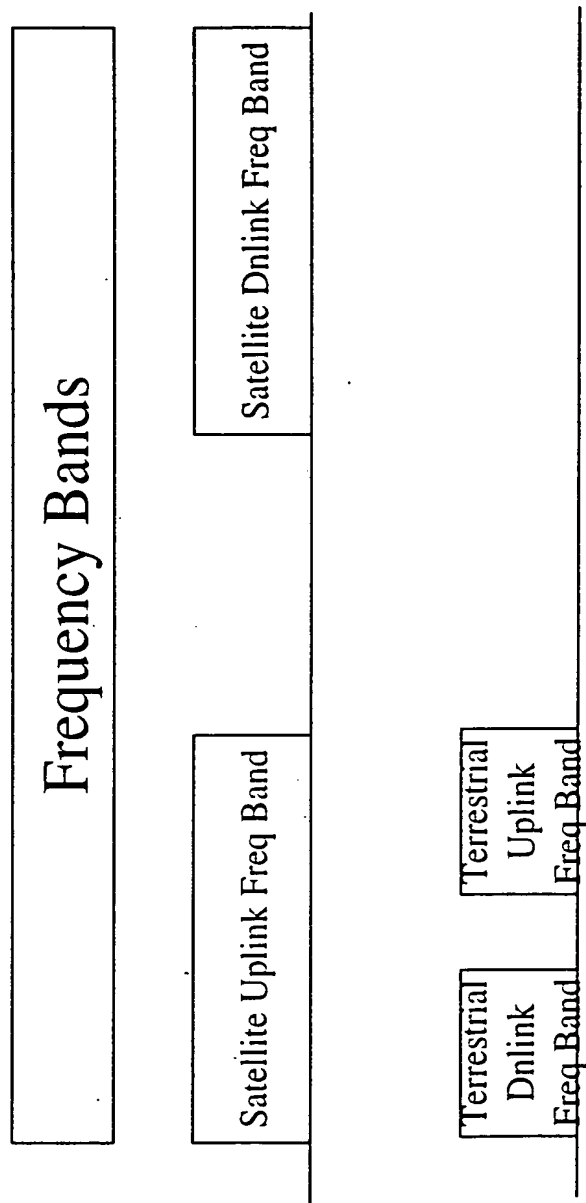 Frequency Bands
Satellite Uplink Freq Band
Satellite Dnlink Freq Band
Terrestrial
Dnlink
Freq Band
Terrestrial
Uplink
Freq Band